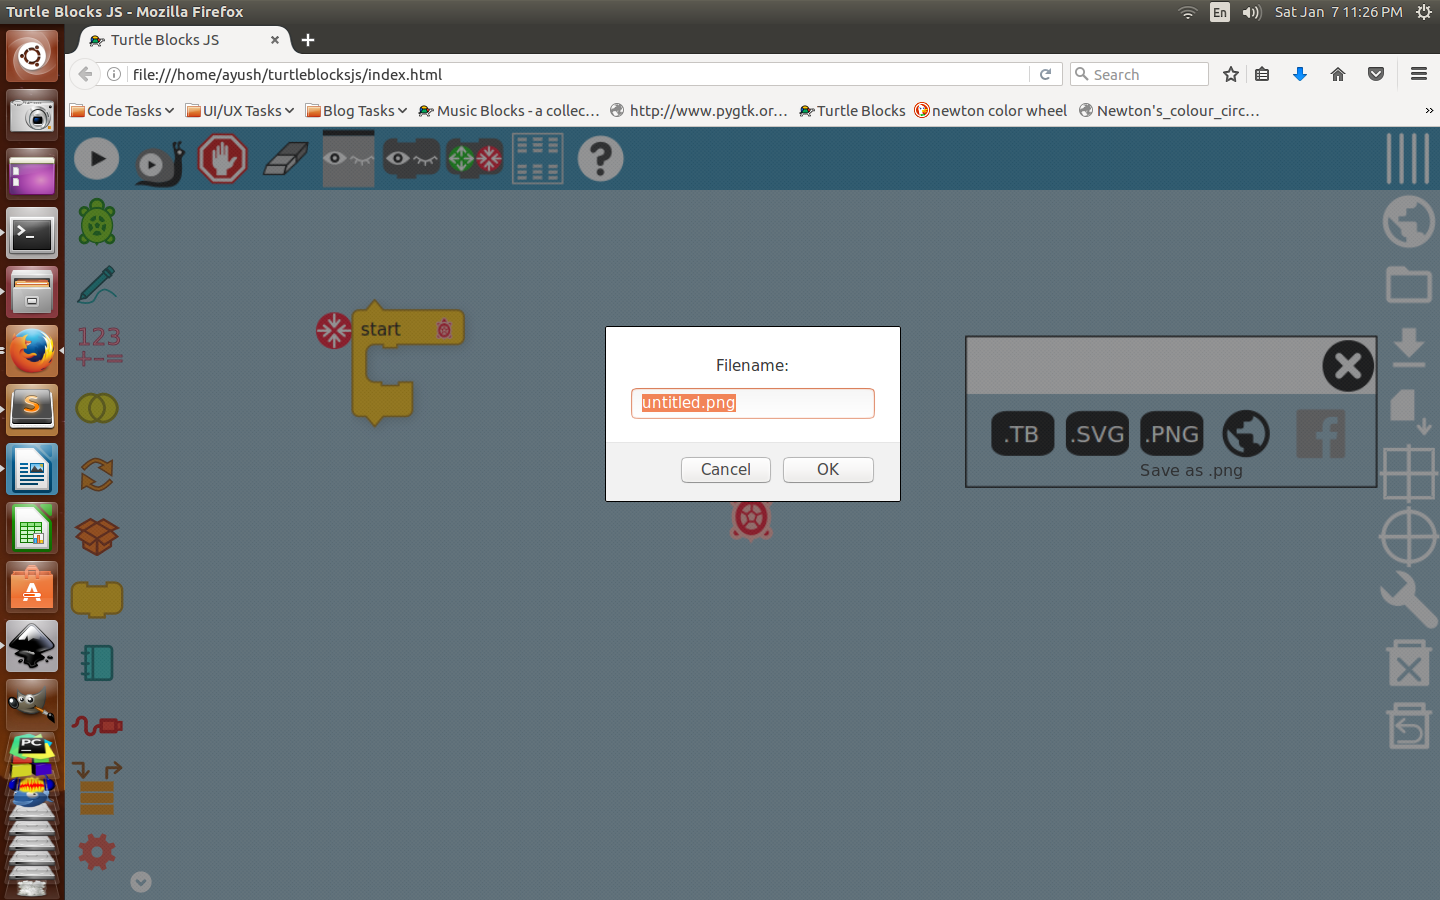 Turtle Blocks JS - Mozilla Firefox
En
Sat Jan 7 11:26 PM
Turtle Blocks JS
file:///home/ayush/turtleblocksjs/index.html
Search
Code Tasks
UI/UX Tasks
Blog Tasks
Music Blocks - a collec...
http://www.pygtk.or...
Turtle Blocks
newton color wheel
Newton's_colour_circ...
»
?
123
+-÷=
start
Filename:
untitled.png
Cancel
OK
.TB
.SVG
.PNG
Save as .png
>_
S
A
PC